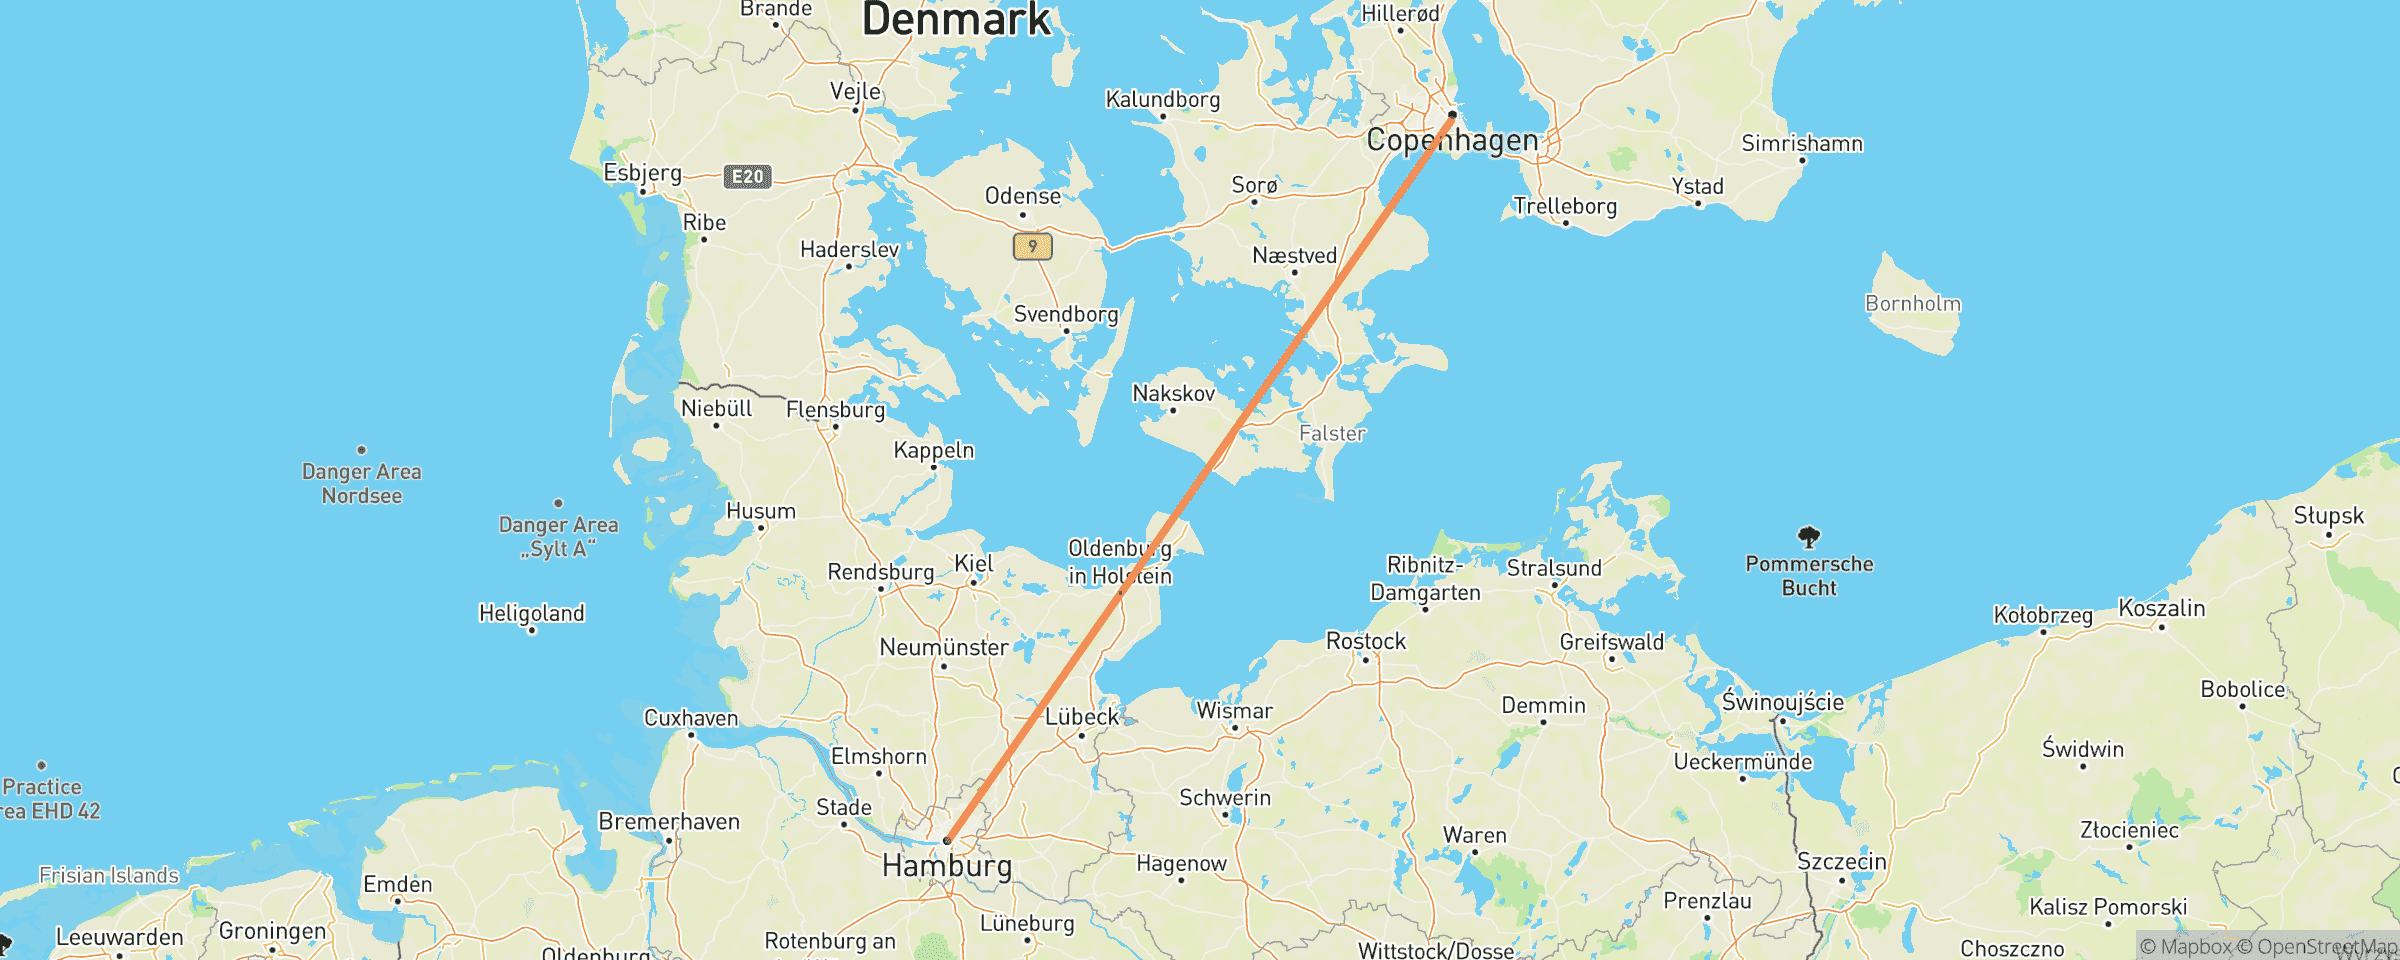 Brande
Denmark
Hillerød
Vejle
Kalundborg
Copenhagen
Simrishamn
Esbjerg
E20
Sorø
Ystad
Odense
Trelleborg
Ribe
9
Haderslev
Næstved
Bornholm
Svendborg
Nakskov
Niebüll
Flensburg
Falster
Kappeln
Danger Area
Nordsee
Husum
Danger Area
„Sylt A“
Słupsk
Oldenburg
in Holstein
Kiel
Rendsburg
Ribnitz-
Damgarten
Stralsund
Pommersche
Bucht
Heligoland
Kołobrzeg
Koszalin
Neumünster
Rostock
Greifswald
Bobolice
Cuxhaven
Lübeck
Wismar
Demmin
Świnoujście
Elmshorn
Świdwin
Ueckermünde
Practice
rea EHD 42
Stade
Schwerin
Bremerhaven
Waren
Złocieniec
Hamburg
Hagenow
Szczecin
Frisian Islands
Emden
Prenzlau
Kalisz Pomorski
Leeuwarden
Groningen
Lüneburg
Rotenburg an
Oldenburg
Wittstock/Dosse
Choszczno
© Mapbox © OpenStreetMap